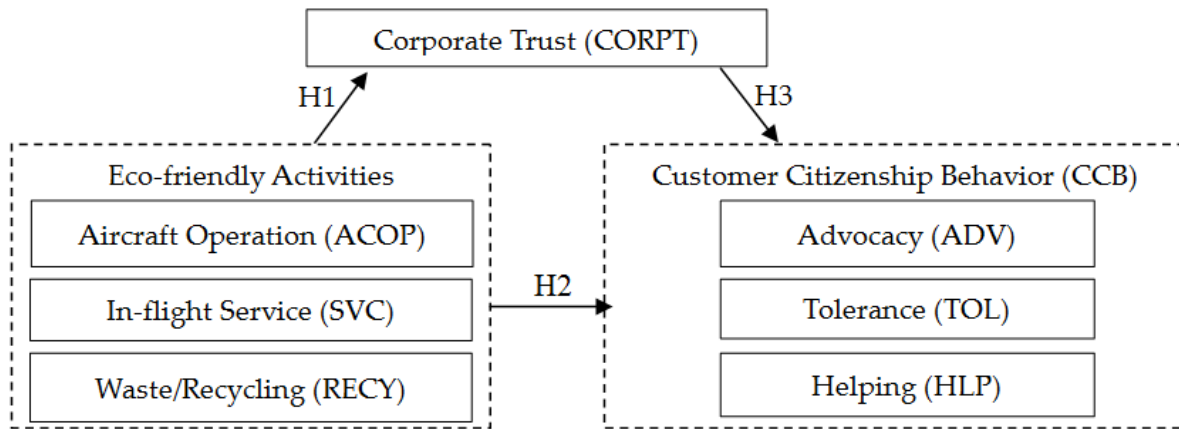 Corporate Trust (CORPT)
H1
H3
Eco-friendly Activities
Aircraft Operation (ACOP)
In-flight Service (SVC)
Waste/Recycling (RECY)
H2
Customer Citizenship Behavior (CCB)
Advocacy (ADV)
Tolerance (TOL)
Helping (HLP)